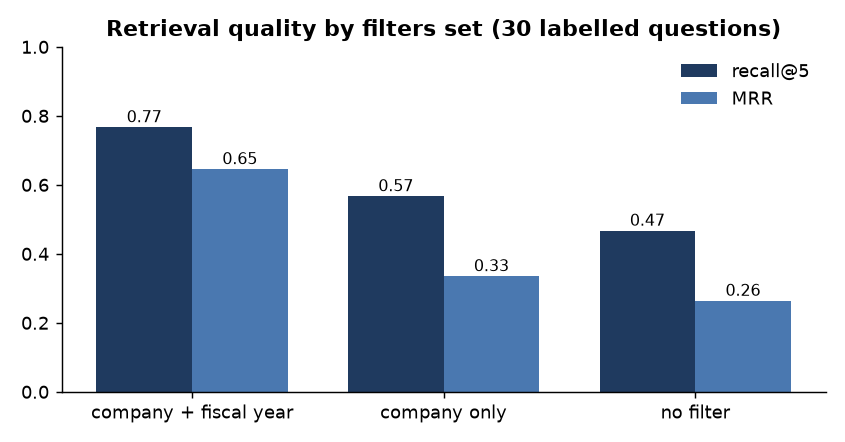 Retrieval quality by filters set (30 labelled questions)
1.0
0.8
0.6
0.4
0.2
0.0
recall@5
MRR
0.77
0.65
0.57
0.33
0.47
0.26
company + fiscal year
company only
no filter